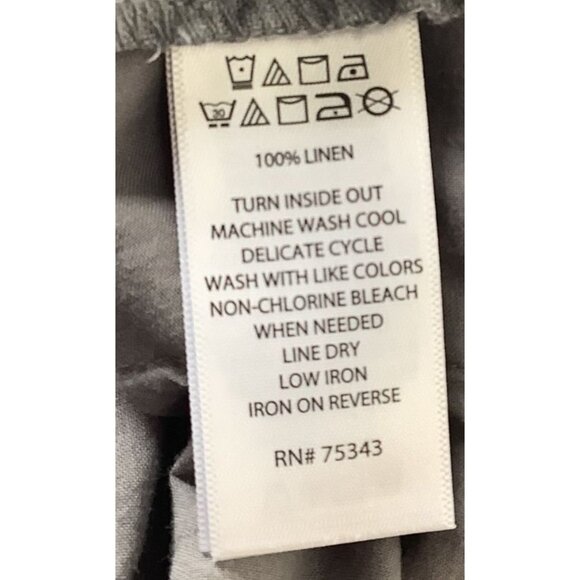 30
100% LINEN
TURN INSIDE OUT
MACHINE WASH COOL
DELICATE CYCLE
WASH WITH LIKE COLORS
NON-CHLORINE BLEACH
WHEN NEEDED
LINE DRY
LOW IRON
IRON ON REVERSE
RN# 75343